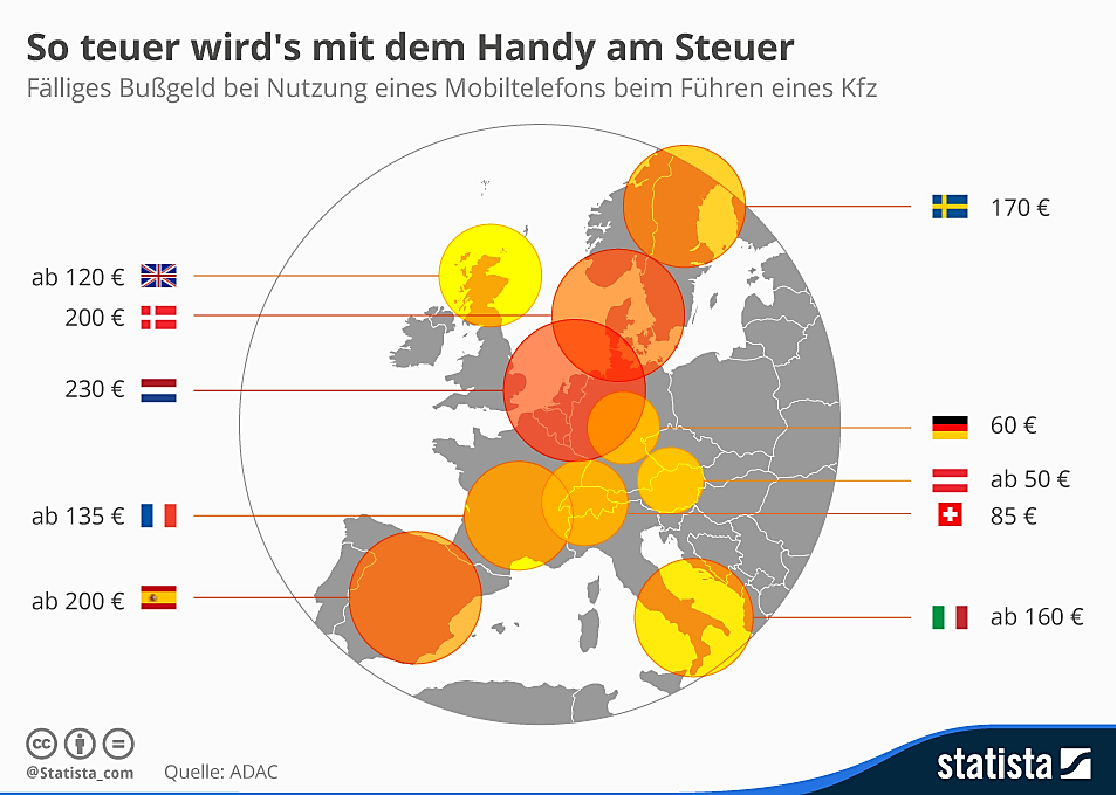 So teuer wird's mit dem Handy am Steuer
Fälliges Bußgeld bei Nutzung eines Mobiltelefons beim Führen eines Kfz
170 €
ab 120 €
200 €
230 €
60 €
ab 50 €
85 €
ab 135 €
ab 200 €
ab 160 €
cc
@Statista_com
Quelle: ADAC
statista